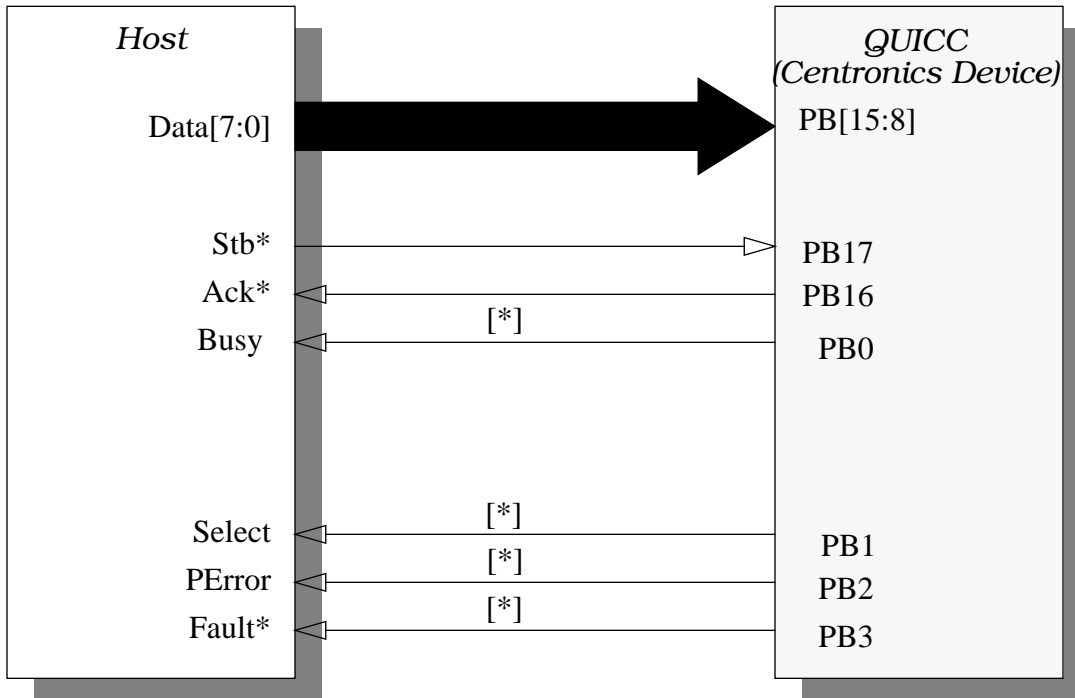 Host
QUICC
(Centronics Device)
Data[7:0]
PB[15:8]
Stb*
PB17
Ack*
PB16
[*]
Busy
PB0
[*]
Select
PB1
[*]
PError
PB2
[*]
Fault*
PB3